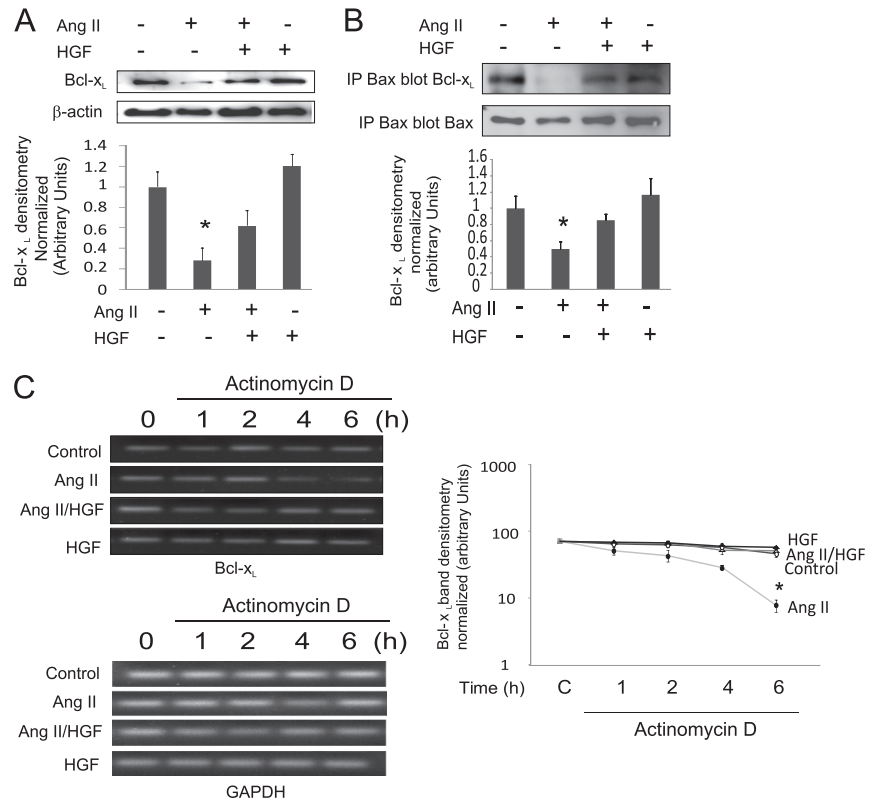 A
Ang II - + + -
HGF - - + +
Bcl-xL
β-actin
Bcl-xL densitometry
Normalized
(Arbitrary Units)
1.4
1.2
1
0.8
0.6
0.4
0.2
0
*
Ang II - + + -
HGF - - + +
B
Ang II - + + -
HGF - - + +
IP Bax blot Bcl-xL
IP Bax blot Bax
Bcl-xL densitometry
normalized
(arbitrary Units)
1.6
1.4
1.2
1
0.8
0.6
0.4
0.2
0
*
Ang II - + + -
HGF - - + +
C
Actinomycin D
0 1 2 4 6 (h)
Control
Ang II
Ang II/HGF
HGF
Bcl-xL
Actinomycin D
0 1 2 4 6 (h)
Control
Ang II
Ang II/HGF
HGF
GAPDH
Bcl-xL band densitometry
normalized (arbitrary Units)
1000
100
10
1
HGF
Ang II/HGF
Control
*
Ang II
Time (h) C 1 2 4 6
Actinomycin D